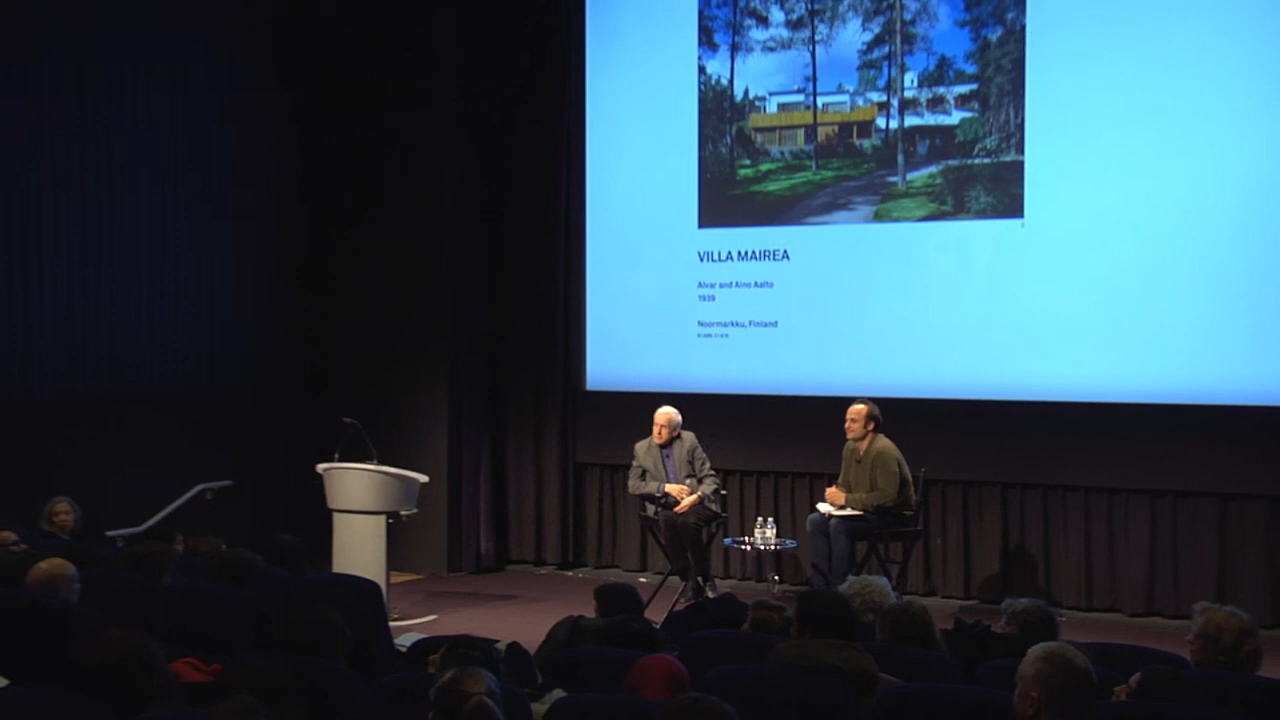 VILLA MAIREA
Alvar and Aino Aalto
1939
Noormarkku, Finland